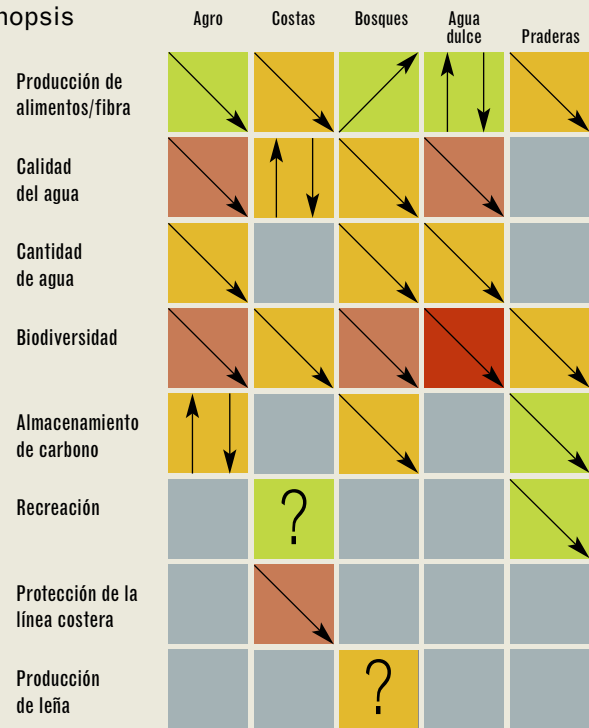 nopsis
Agro
Costas
Bosques
Agua
dulce
Praderas
Producción de
alimentos/fibra
Calidad
del agua
Cantidad
de agua
Biodiversidad
Almacenamiento
de carbono
Recreación
?
Protección de la
línea costera
Producción
de leña
?